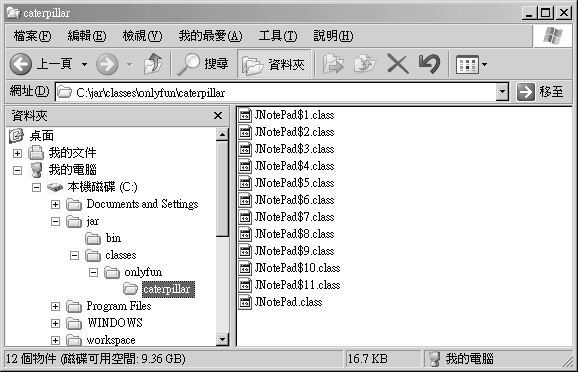 caterpillar
檔案(F) 編輯(E) 檢視(V) 我的最愛(A) 工具(T) 說明(H)
上一頁 搜尋 資料夾
網址(D) C:\jar\classes\onlyfun\caterpillar 移至
資料夾
桌面
我的文件
我的電腦
本機磁碟 (C:)
Documents and Settings
jar
bin
classes
onlyfun
caterpillar
Program Files
WINDOWS
workspace
JNotePad$1.class
JNotePad$2.class
JNotePad$3.class
JNotePad$4.class
JNotePad$5.class
JNotePad$6.class
JNotePad$7.class
JNotePad$8.class
JNotePad$9.class
JNotePad$10.class
JNotePad$11.class
JNotePad.class
12 個物件 (磁碟可用空間: 9.36 GB) 16.7 KB 我的電腦